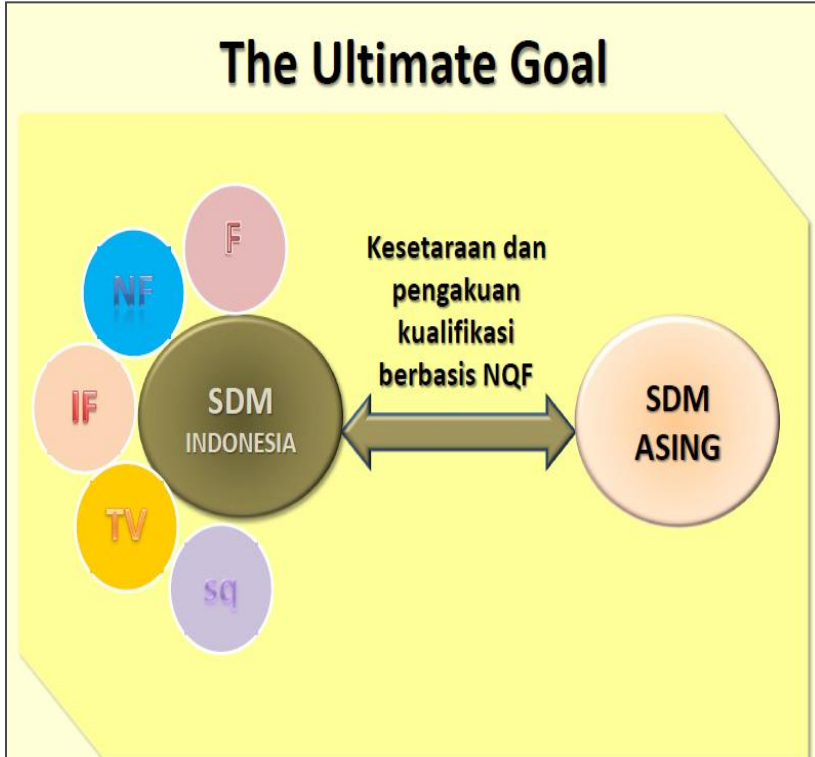 The Ultimate Goal
F
NF
IF
TV
sq
SDM
INDONESIA
Kesetaraan dan
pengakuan
kualifikasi
berbasis NQF
SDM
ASING